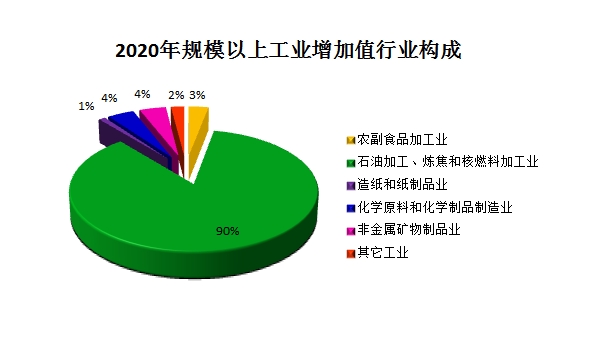 2020年规模以上工业增加值行业构成
1%
4%
4%
2%
3%
90%
农副食品加工业
石油加工、炼焦和核燃料加工业
造纸和纸制品业
化学原料和化学制品制造业
非金属矿物制品业
其它工业